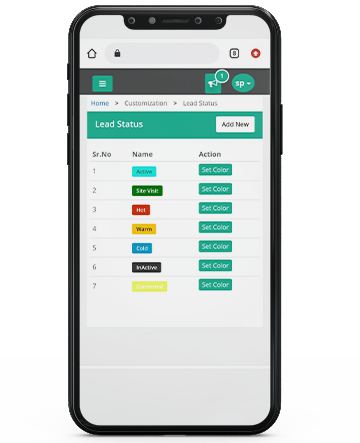 8
1
sp
Home > Customization > Lead Status
Lead Status Add New
Sr.No Name Action
1 Active Set Color
2 Site Visit Set Color
3 Hot Set Color
4 Warm Set Color
5 Cold Set Color
6 InActive Set Color
7 Set Color